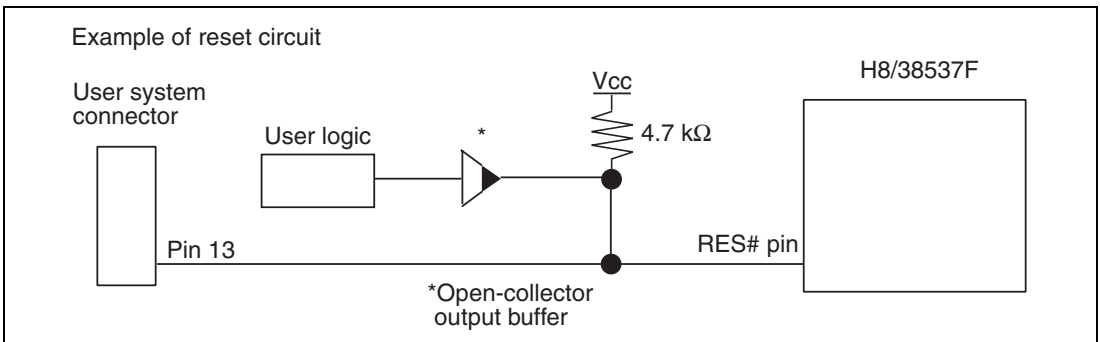 Example of reset circuit
H8/38537F
User system
connector
Vcc
User logic
*
4.7 kΩ
Pin 13
RES# pin
*Open-collector
output buffer